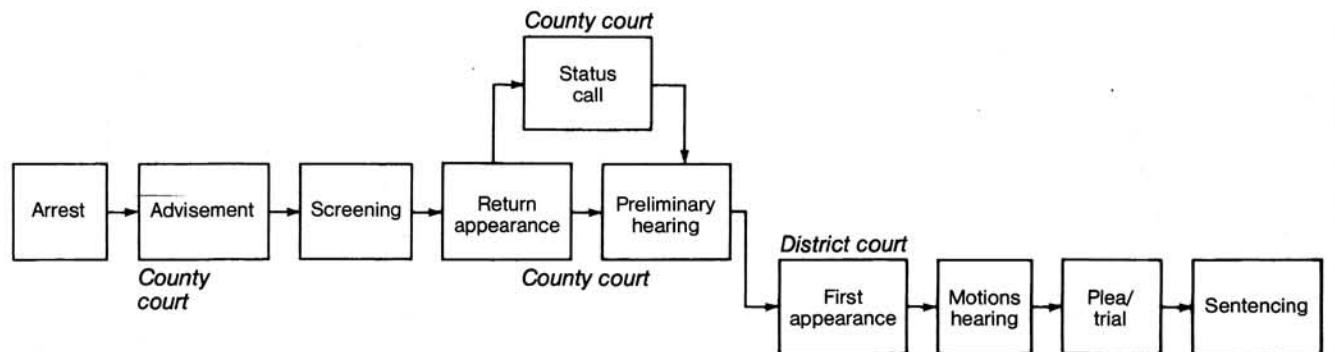 County court
Status
call
Arrest
Advisement
Screening
Return
appearance
Preliminary
hearing
County
court
County court
District court
First
appearance
Motions
hearing
Plea/
trial
Sentencing